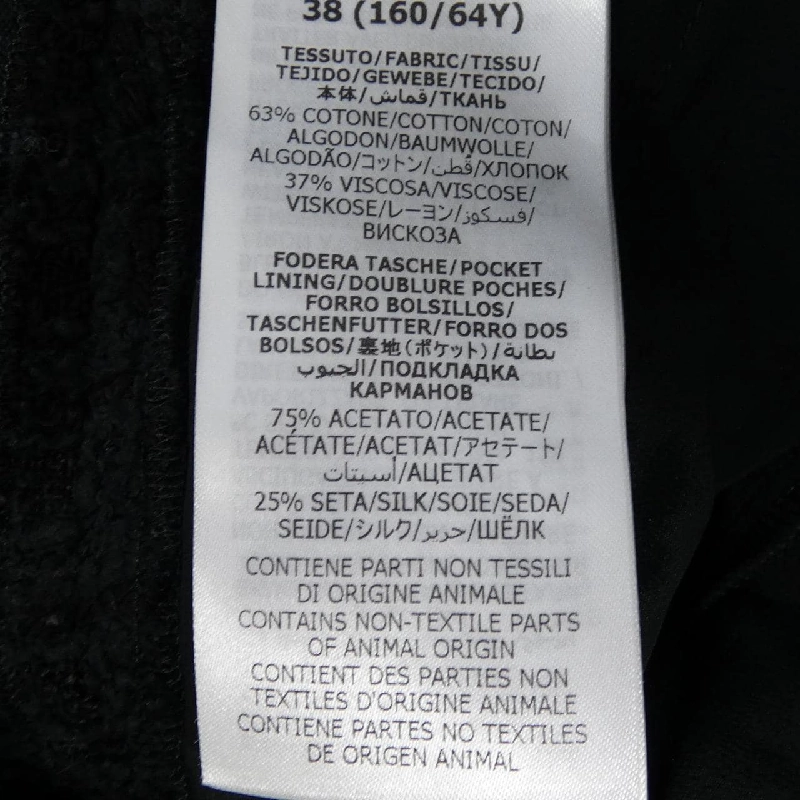 38 (160/64Y)
TESSUTO/FABRIC/TISSU/
TEJIDO/GEWEBE/TECIDO/
本体/قماش/ТКАНЬ
63% COTONE/COTTON/COTON/
ALGODON/BAUMWOLLE/
ALGODÃO/コットン/قطن/ХЛОПОК
37% VISCOSA/VISCOSE/
VISKOSE/レーヨン/فسكوز/
ВИСКОЗА
FODERA TASCHE/POCKET
LINING/DOUBLURE POCHES/
FORRO BOLSILLOS/
TASCHENFUTTER/FORRO DOS
BOLSOS/裏地(ポケット)/بطانة
الجيوب/ПОДКЛАДКА
КАРМАНОВ
75% ACETATO/ACETATE/
ACÉTATE/ACETAT/アセテート/
أسيتات/АЦЕТАТ
25% SETA/SILK/SOIE/SEDA/
SEIDE/シルク/حرير/ШЁЛК
CONTIENE PARTI NON TESSILI
DI ORIGINE ANIMALE
CONTAINS NON-TEXTILE PARTS
OF ANIMAL ORIGIN
CONTIENT DES PARTIES NON
TEXTILES D'ORIGINE ANIMALE
CONTIENE PARTES NO TEXTILES
DE ORIGEN ANIMAL